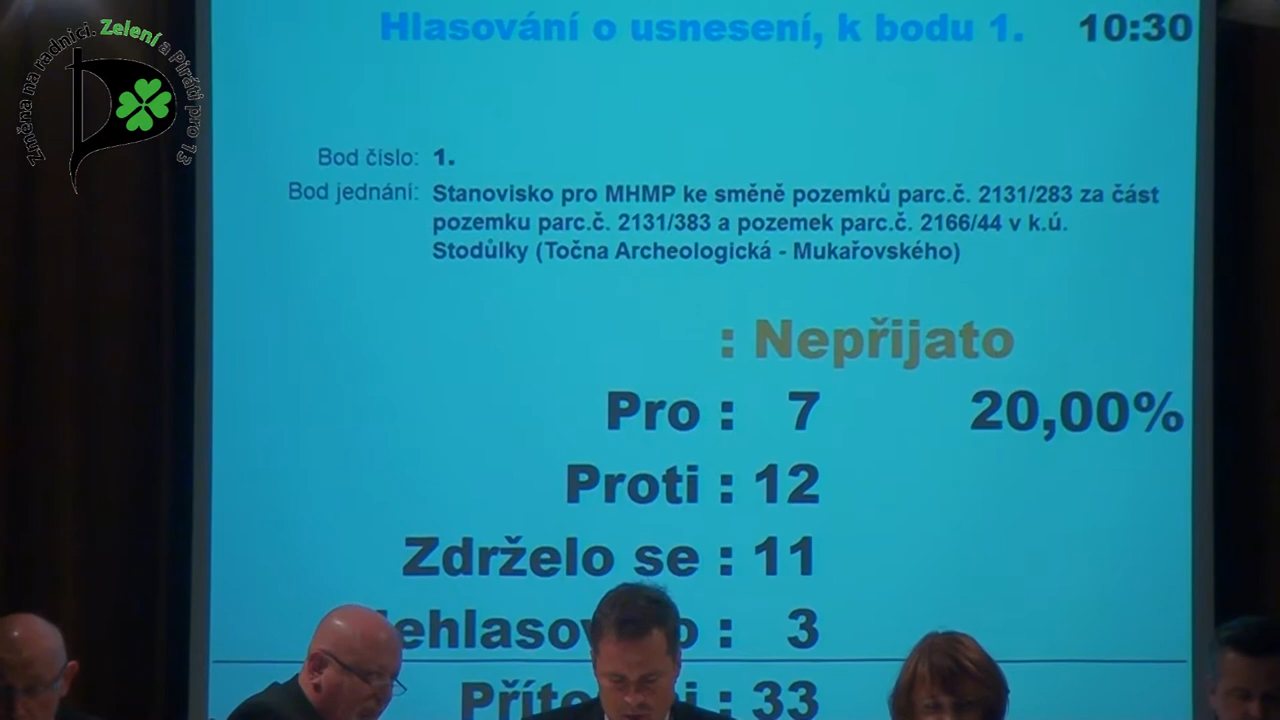 Změna na radnici. Zelení a Piráti pro 13
Hlasování o usnesení, k bodu 1. 10:30
Bod číslo: 1.
Bod jednání: Stanovisko pro MHMP ke směně pozemků parc.č. 2131/283 za část
pozemku parc.č. 2131/383 a pozemek parc.č. 2166/44 v k.ú.
Stodůlky (Točna Archeologická - Mukařovského)
: Nepřijato
Pro : 7 20,00%
Proti : 12
Zdrželo se : 11
: 3
: 33